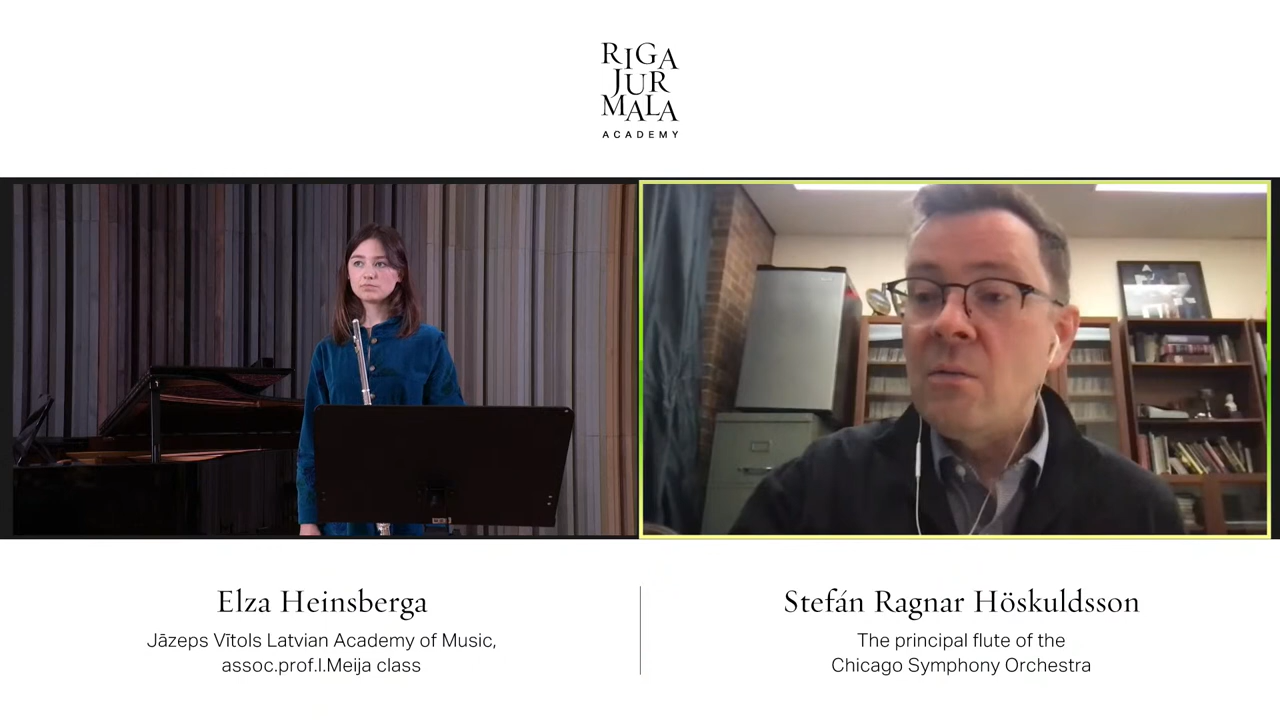 RIGA
JUR
MALA
ACADEMY
Elza Heinsberga
Jāzeps Vītols Latvian Academy of Music,
assoc.prof.I.Meija class
Stefán Ragnar Höskuldsson
The principal flute of the
Chicago Symphony Orchestra